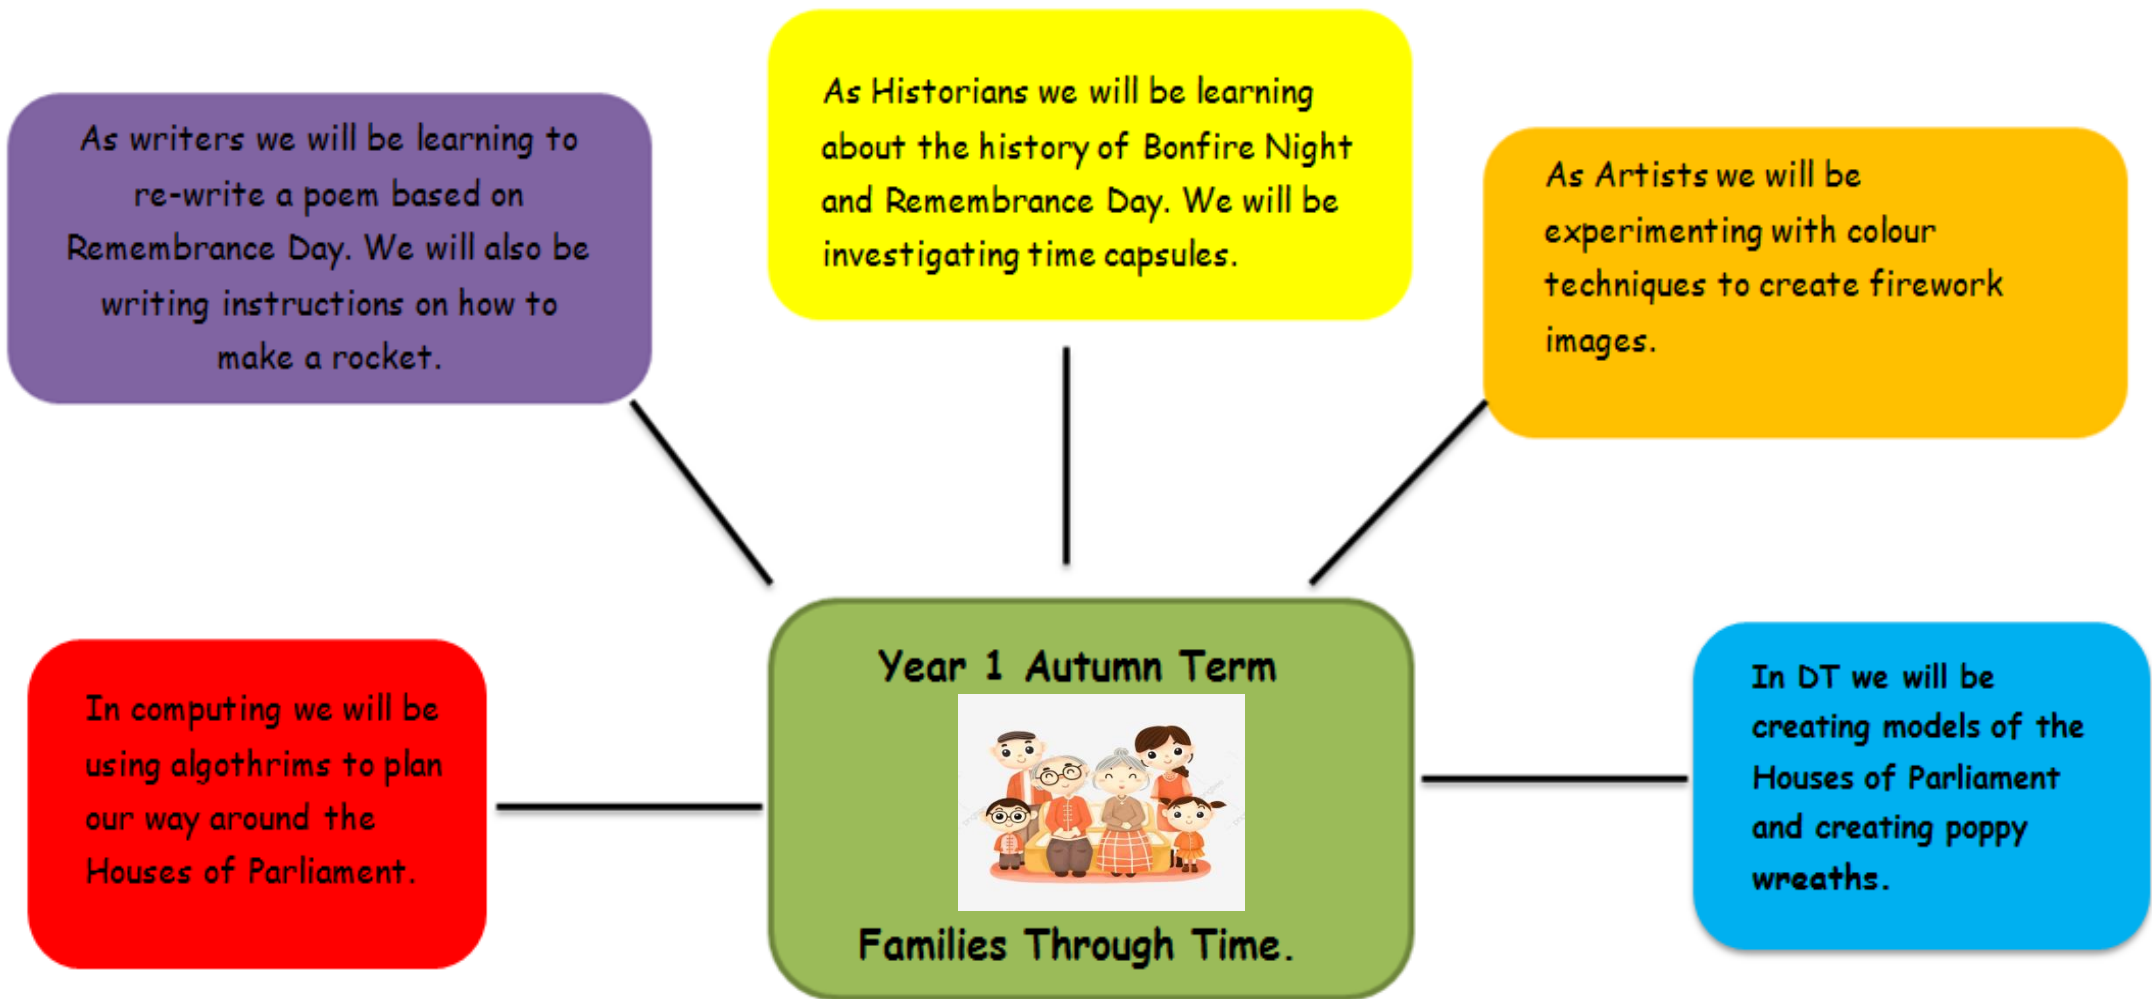 As writers we will be learning to
re-write a poem based on
Remembrance Day. We will also be
writing instructions on how to
make a rocket.
As Historians we will be learning
about the history of Bonfire Night
and Remembrance Day. We will be
investigating time capsules.
As Artists we will be
experimenting with colour
techniques to create firework
images.
In computing we will be
using algothrims to plan
our way around the
Houses of Parliament.
Year 1 Autumn Term
Families Through Time.
In DT we will be
creating models of the
Houses of Parliament
and creating poppy
wreaths.